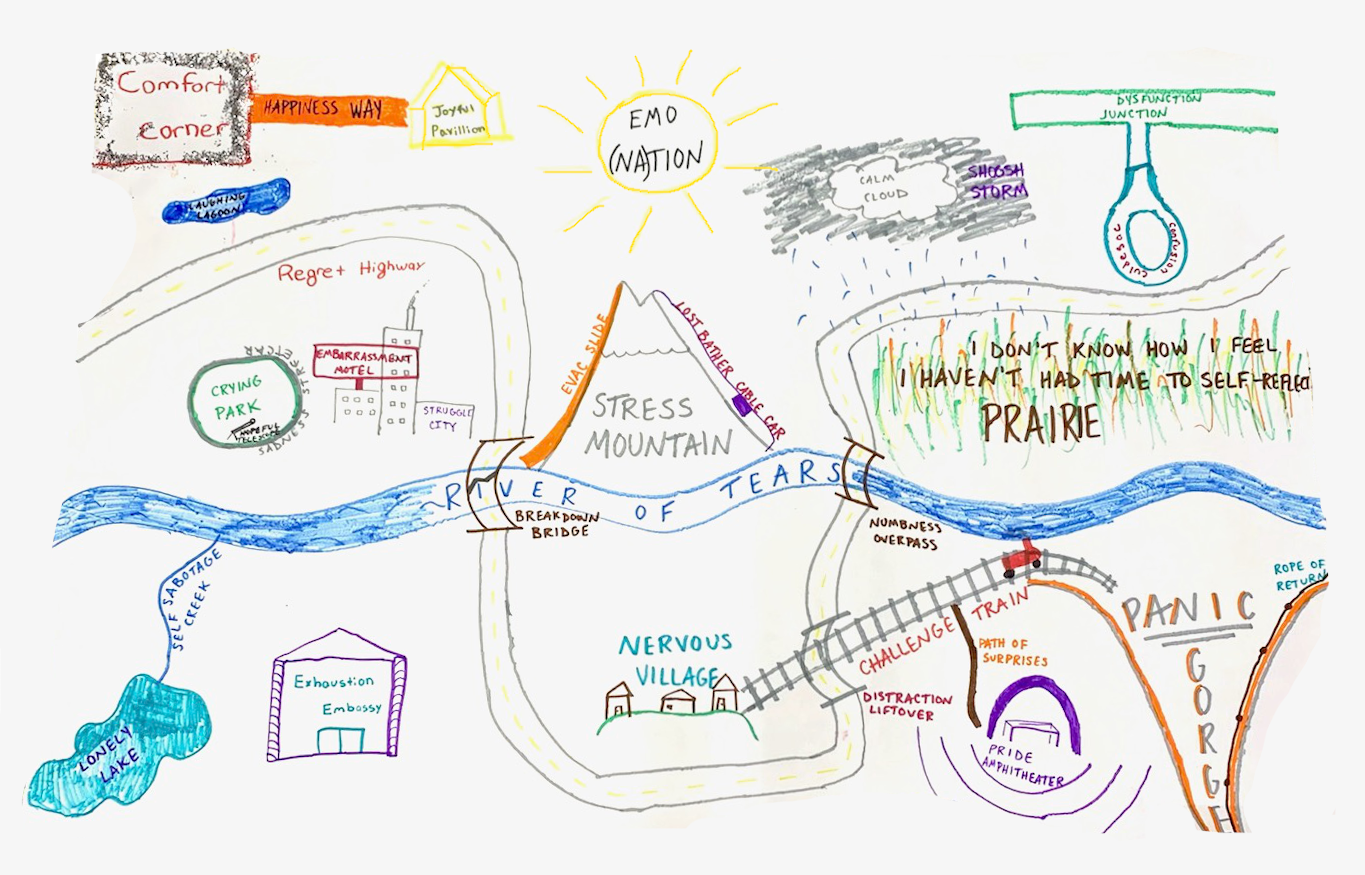 Comfort
Corner
HAPPINESS WAY
Joyful
Pavillion
EMO
(NA)TION
DYSFUNCTION
JUNCTION
CALM
CLOUD
SHOOSH
STORM
LAUGHING
LAGOON
confusion culdesac
Regret Highway
EVAC SLIDE
LOST BATHER CABLE CAR
I DON'T KNOW HOW I FEEL
I HAVEN'T HAD TIME TO SELF-REFLECT
PRAIRIE
EMBARRASSMENT
MOTEL
CRYING
PARK
HOPEFUL
TELESCOPE
SADNESS STREETCAR
STRUGGLE
CITY
STRESS
MOUNTAIN
RIVER OF TEARS
BREAKDOWN
BRIDGE
NUMBNESS
OVERPASS
SELF SABOTAGE
CREEK
ROPE OF
RETURN
PANIC
GORGE
CHALLENGE TRAIN
PATH OF
SURPRISES
NERVOUS
VILLAGE
Exhaustion
Embassy
DISTRACTION
LIFTOVER
LONELY
LAKE
PRIDE
AMPHITHEATER